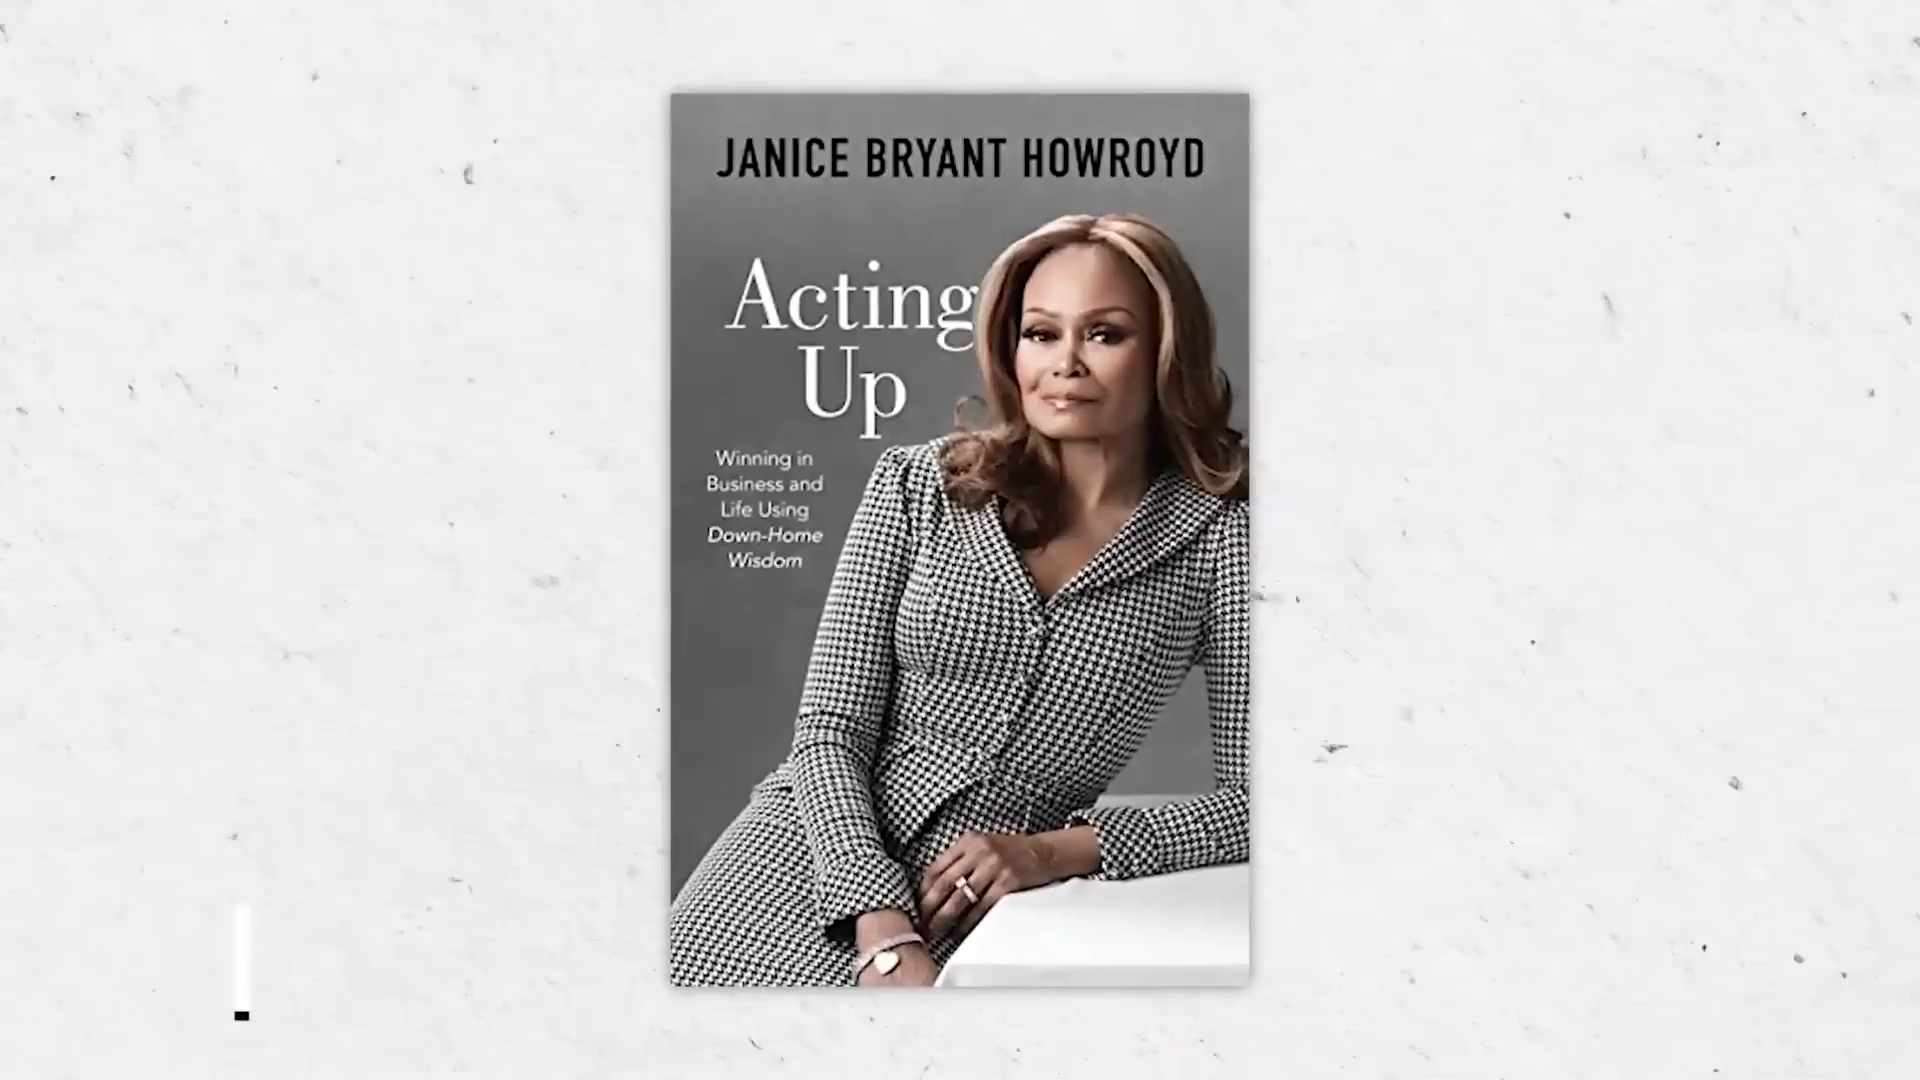 JANICE BRYANT HOWROYD
Acting
Up
Winning in
Business and
Life Using
Down-Home
Wisdom